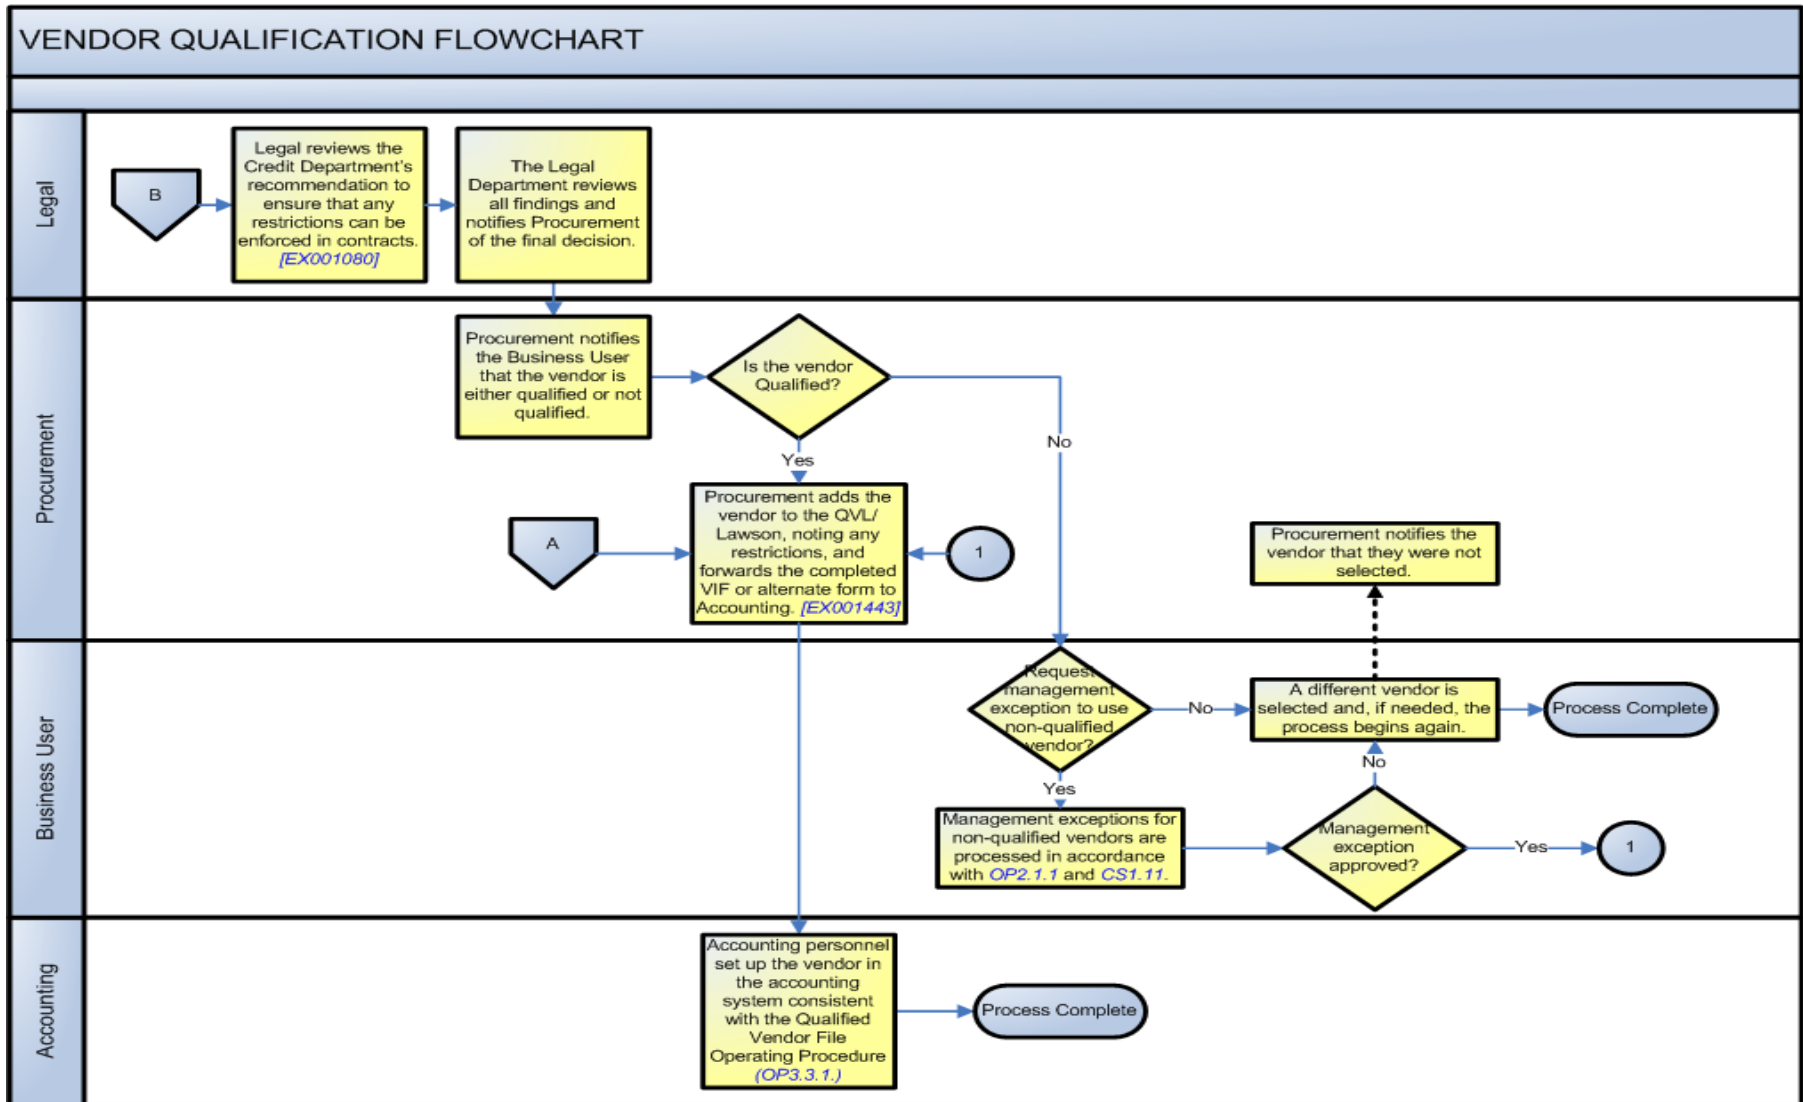 VENDOR QUALIFICATION FLOWCHART
Legal
B
Legal reviews the
Credit Department's
recommendation to
ensure that any
restrictions can be
enforced in contracts.
[EX001080]
The Legal
Department reviews
all findings and
notifies Procurement
of the final decision.
Procurement
Procurement notifies
the Business User
that the vendor is
either qualified or not
qualified.
Is the vendor
Qualified?
No
Yes
A
Procurement adds the
vendor to the QVL/
Lawson, noting any
restrictions, and
forwards the completed
VIF or alternate form to
Accounting. [EX001443]
1
Procurement notifies the
vendor that they were not
selected.
Business User
Request
management
exception to use
non-qualified
vendor?
No
A different vendor is
selected and, if needed, the
process begins again.
Process Complete
Yes
No
Management exceptions for
non-qualified vendors are
processed in accordance
with OP2.1.1 and CS1.11.
Management
exception
approved?
Yes
1
Accounting
Accounting personnel
set up the vendor in
the accounting
system consistent
with the Qualified
Vendor File
Operating Procedure
(OP3.3.1.)
Process Complete